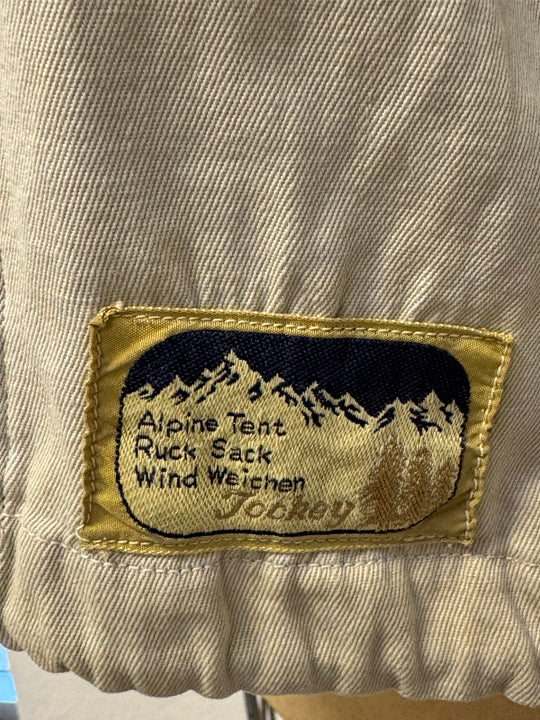 Alpine Tent
Ruck Sack
Wind Weichen
Jockey